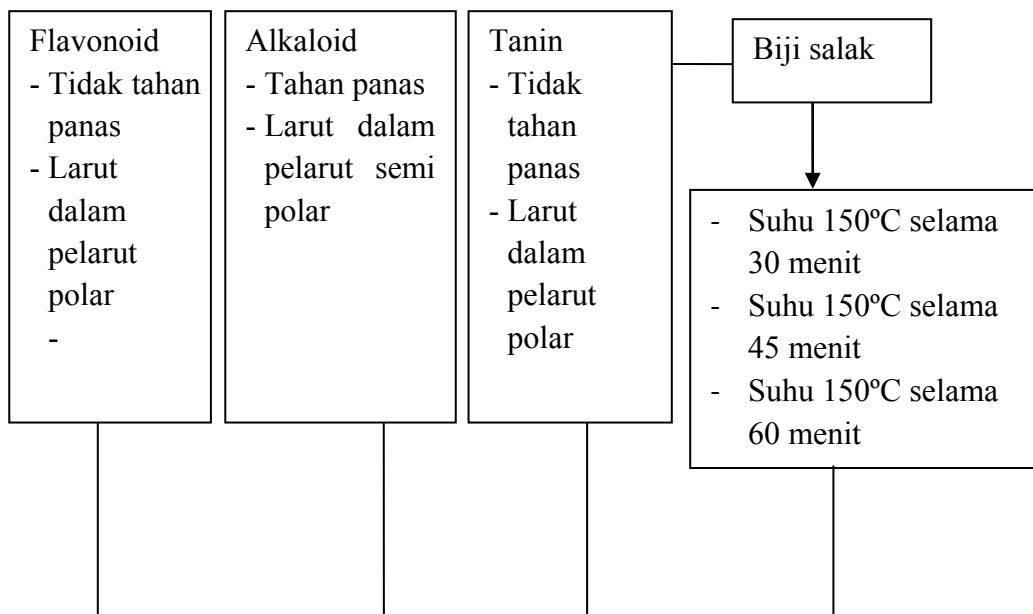 Flavonoid
- Tidak tahan
panas
- Larut
dalam
pelarut
polar
-
Alkaloid
- Tahan panas
- Larut dalam
pelarut semi
polar
Tanin
- Tidak
tahan
panas
- Larut
dalam
pelarut
polar
Biji salak
- Suhu 150ºC selama
30 menit
- Suhu 150ºC selama
45 menit
- Suhu 150ºC selama
60 menit